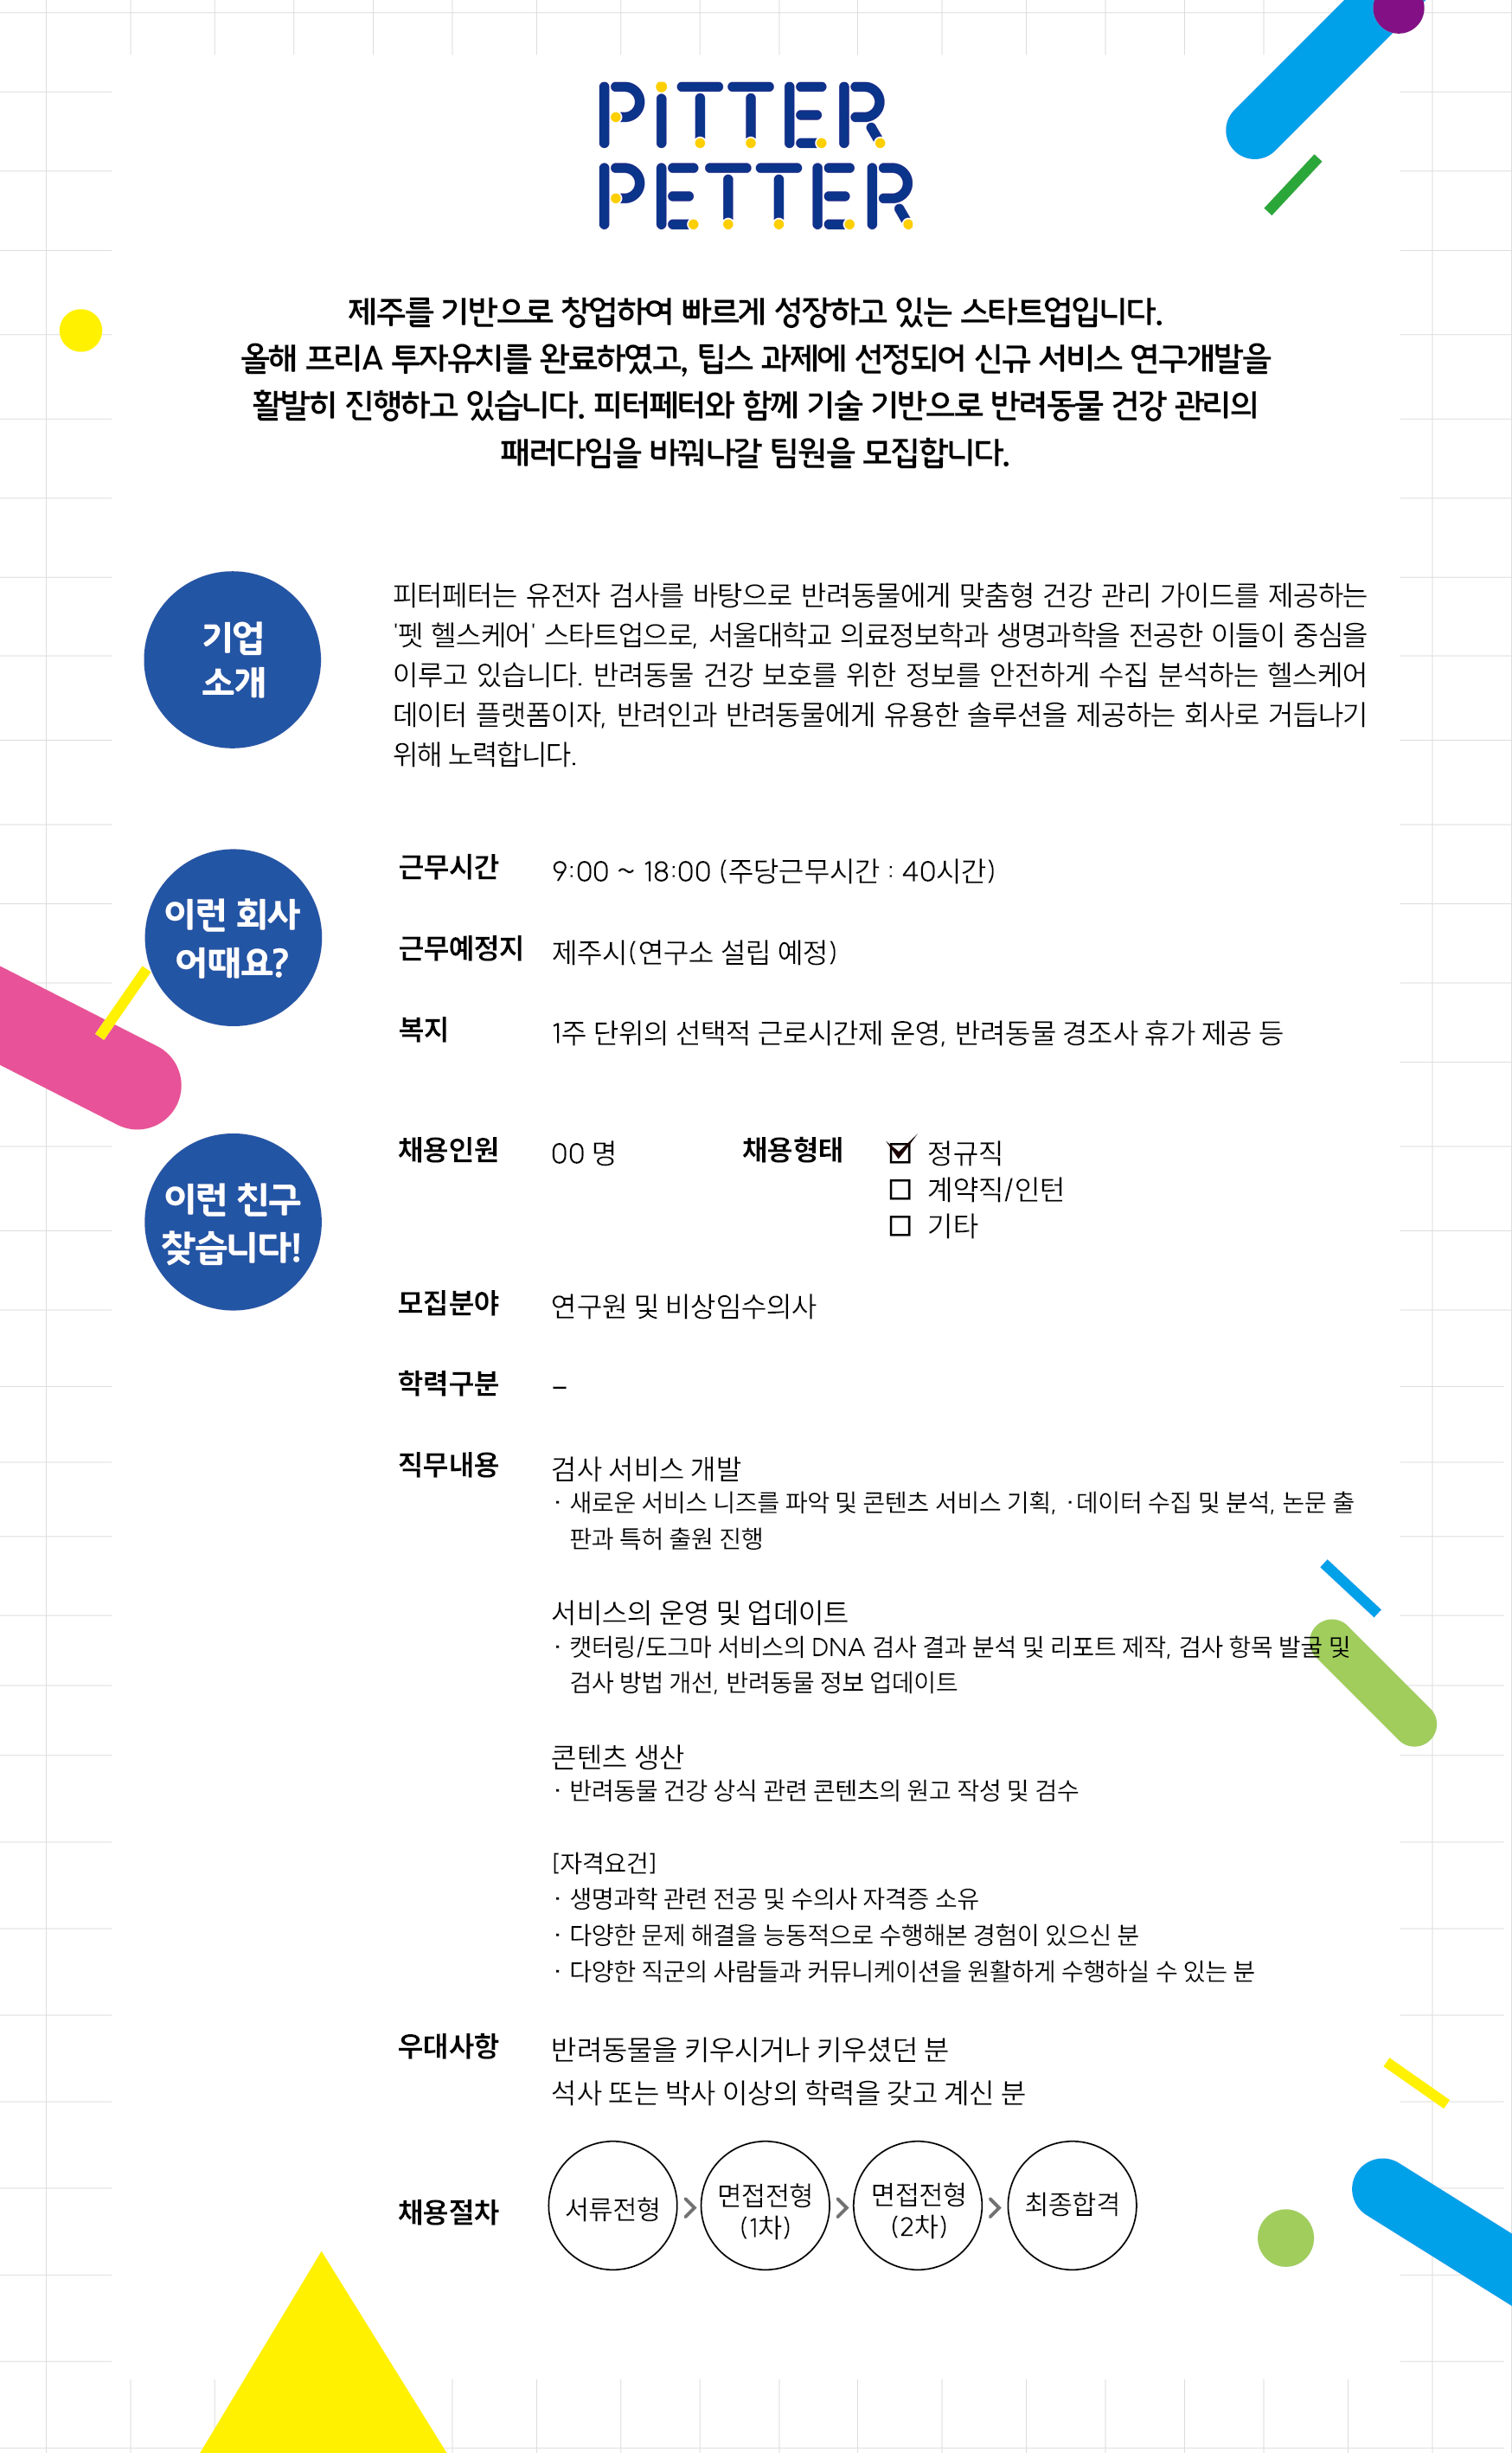 PiTTER
PETTER
제주를 기반으로 창업하여 빠르게 성장하고 있는 스타트업입니다.
올해 프리A 투자유치를 완료하였고, 팁스 과제에 선정되어 신규 서비스 연구개발을
활발히 진행하고 있습니다. 피터페터와 함께 기술 기반으로 반려동물 건강 관리의
패러다임을 바꿔나갈 팀원을 모집합니다.
기업
소개
피터페터는 유전자 검사를 바탕으로 반려동물에게 맞춤형 건강 관리 가이드를 제공하는
'펫 헬스케어' 스타트업으로, 서울대학교 의료정보학과 생명과학을 전공한 이들이 중심을
이루고 있습니다. 반려동물 건강 보호를 위한 정보를 안전하게 수집 분석하는 헬스케어
데이터 플랫폼이자, 반려인과 반려동물에게 유용한 솔루션을 제공하는 회사로 거듭나기
위해 노력합니다.
이런 회사
어때요?
근무시간 9:00 ~ 18:00 (주당근무시간 : 40시간)
근무예정지 제주시(연구소 설립 예정)
복지 1주 단위의 선택적 근로시간제 운영, 반려동물 경조사 휴가 제공 등
이런 친구
찾습니다!
채용인원 00 명 채용형태 정규직
계약직/인턴
기타
모집분야 연구원 및 비상임수의사
학력구분 -
직무내용 검사 서비스 개발
· 새로운 서비스 니즈를 파악 및 콘텐츠 서비스 기획, ·데이터 수집 및 분석, 논문 출
판과 특허 출원 진행
서비스의 운영 및 업데이트
· 캣터링/도그마 서비스의 DNA 검사 결과 분석 및 리포트 제작, 검사 항목 발굴 및
검사 방법 개선, 반려동물 정보 업데이트
콘텐츠 생산
· 반려동물 건강 상식 관련 콘텐츠의 원고 작성 및 검수
[자격요건]
· 생명과학 관련 전공 및 수의사 자격증 소유
· 다양한 문제 해결을 능동적으로 수행해본 경험이 있으신 분
· 다양한 직군의 사람들과 커뮤니케이션을 원활하게 수행하실 수 있는 분
우대사항 반려동물을 키우시거나 키우셨던 분
석사 또는 박사 이상의 학력을 갖고 계신 분
채용절차 서류전형 > 면접전형 (1차) > 면접전형 (2차) > 최종합격